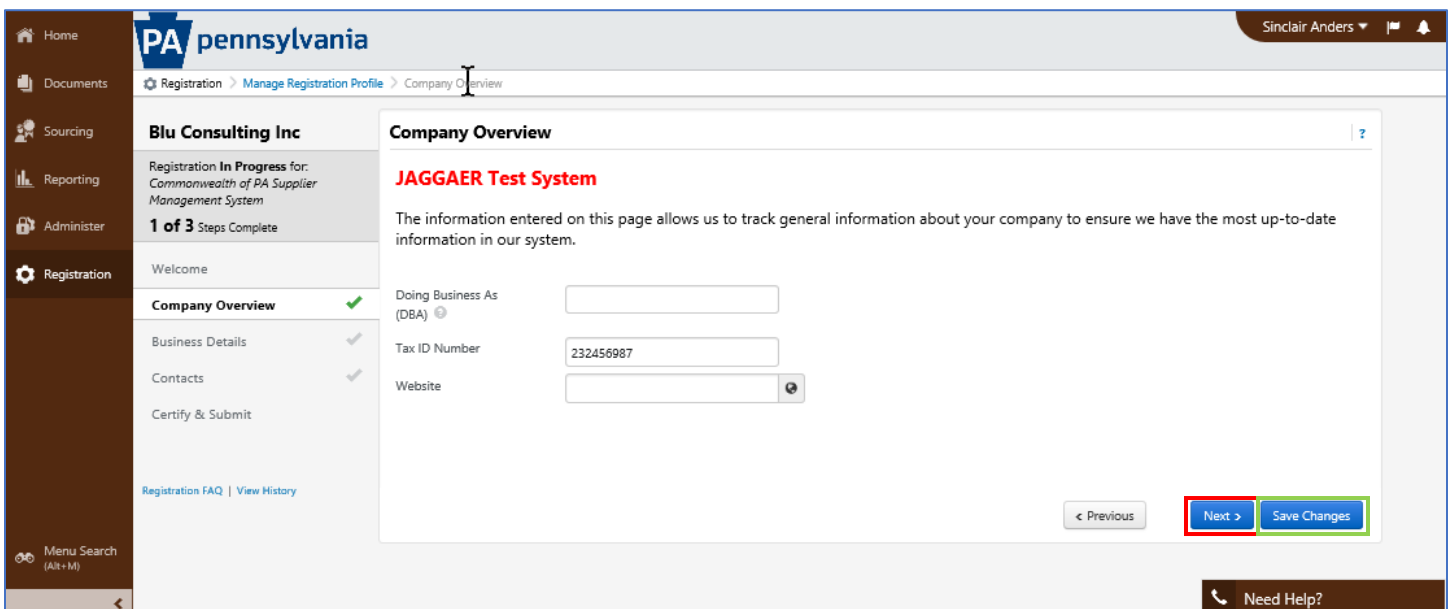 Home
Documents
Sourcing
Reporting
Administer
Registration
Menu Search
(Alt+M)
PA pennsylvania
Sinclair Anders
Registration > Manage Registration Profile > Company Overview
Blu Consulting Inc
Registration In Progress for:
Commonwealth of PA Supplier
Management System
1 of 3 Steps Complete
Welcome
Company Overview
Business Details
Contacts
Certify & Submit
Registration FAQ | View History
Company Overview
?
JAGGAER Test System
The information entered on this page allows us to track general information about your company to ensure we have the most up-to-date
information in our system.
Doing Business As
(DBA) ?
Tax ID Number
232456987
Website
< Previous
Next >
Save Changes
Need Help?